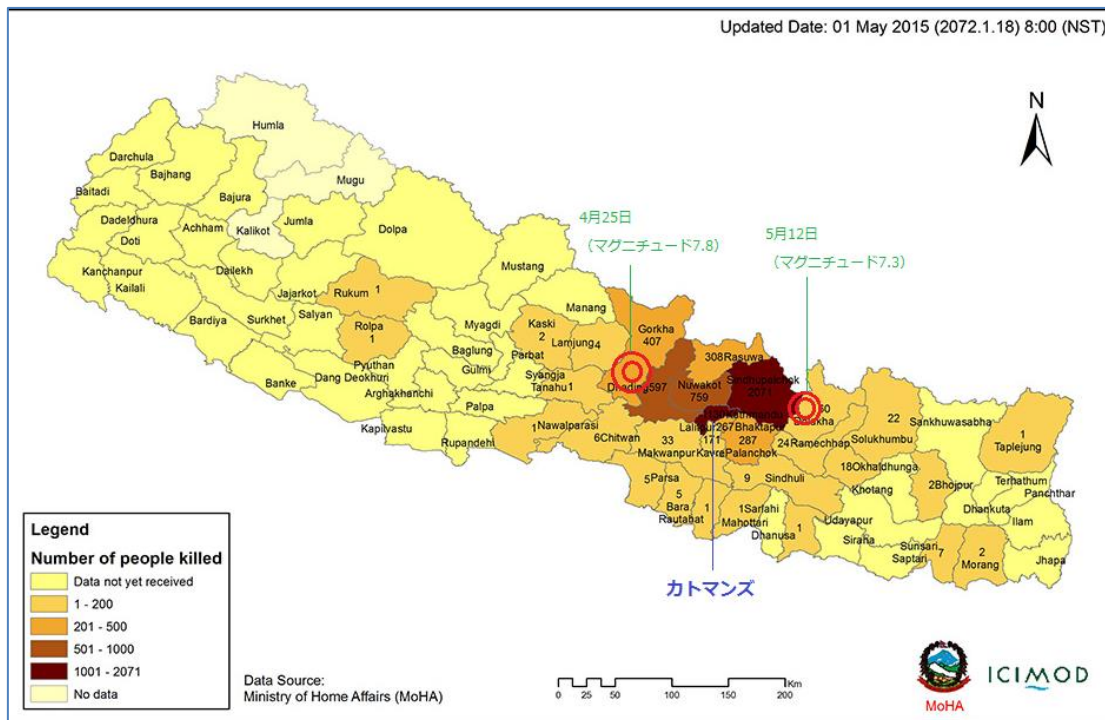 Updated Date: 01 May 2015 (2072.1.18) 8:00 (NST)
N
Humla
Darchula
Bajhang
Mugu
Baitadi
Bajura
4月25日
（マグニチュード7.8）
5月12日
（マグニチュード7.3）
Dadeldhura
Achham
Kalikot
Jumla
Dolpa
Doti
Mustang
Kanchanpur
Kailali
Dailekh
Jajarkot
Rukum 1
Manang
Bardiya
Surkhet
Salyan
Rolpa
1
Myagdi
Kaski
2
Lamjung 4
Gorkha
407
308 Rasuwa
Baglung
Parbat
Pyuthan
Gulmi
Syangja
Tanahu 1
Nuwakot
759
Sindhupalchok
2071
Banke
Dang Deokhuri
Arghakhanchi
Palpa
Kapilvastu
Rupandehi
1
Nawalparasi
6 Chitwan
33
Makwanpur
Lalitpur
171
267 Bhaktapur
Kavre
287
Palanchok
24 Ramechhap
22
Solukhumbu
Sankhuwasabha
1
Taplejung
5 Parsa
5
Bara
Rautahat
1
9
Sindhuli
18 Okhaldhunga
Khotang
2 Bhojpur
Terhathum
Panchthar
1 Sarlahi
Mahottari
Dhanusa
1
Udayapur
Siraha
Dhankuta
Ilam
Sunsari
Saptari
7
2
Morang
Jhapa
カトマンズ
Legend
Number of people killed
Data not yet received
1 - 200
201 - 500
501 - 1000
1001 - 2071
No data
Data Source:
Ministry of Home Affairs (MoHA)
Km
0 25 50 100 150 200
MoHA
ICIMOD